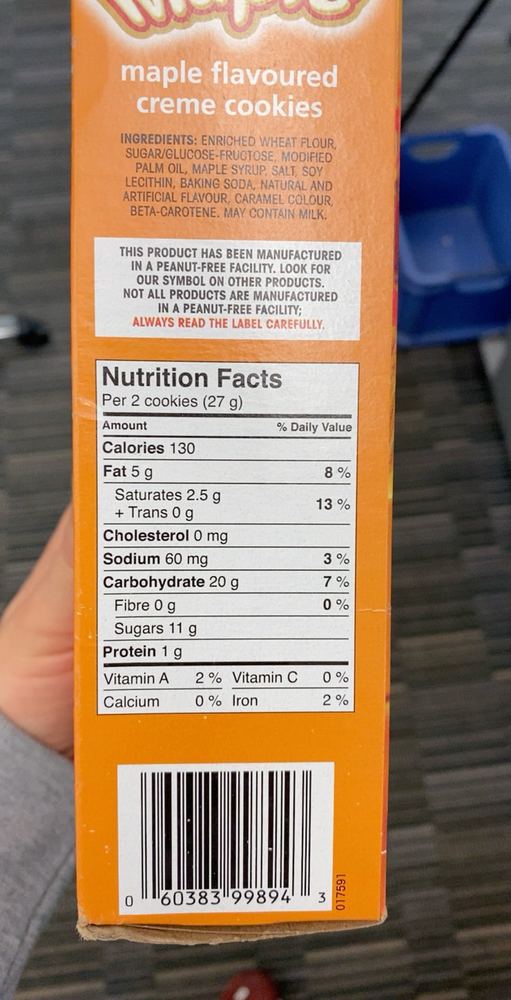 maple flavoured
creme cookies
INGREDIENTS: ENRICHED WHEAT FLOUR,
SUGAR/GLUCOSE-FRUCTOSE, MODIFIED
PALM OIL, MAPLE SYRUP, SALT, SOY
LECITHIN, BAKING SODA, NATURAL AND
ARTIFICIAL FLAVOUR, CARAMEL COLOUR,
BETA-CAROTENE. MAY CONTAIN MILK.
THIS PRODUCT HAS BEEN MANUFACTURED
IN A PEANUT-FREE FACILITY. LOOK FOR
OUR SYMBOL ON OTHER PRODUCTS.
NOT ALL PRODUCTS ARE MANUFACTURED
IN A PEANUT-FREE FACILITY;
ALWAYS READ THE LABEL CAREFULLY.
Nutrition Facts
Per 2 cookies (27 g)
Amount % Daily Value
Calories 130
Fat 5 g 8 %
Saturates 2.5 g
+ Trans 0 g 13 %
Cholesterol 0 mg
Sodium 60 mg 3 %
Carbohydrate 20 g 7 %
Fibre 0 g 0 %
Sugars 11 g
Protein 1 g
Vitamin A 2 % Vitamin C 0 %
Calcium 0 % Iron 2 %
0 60383 99894 3
017591